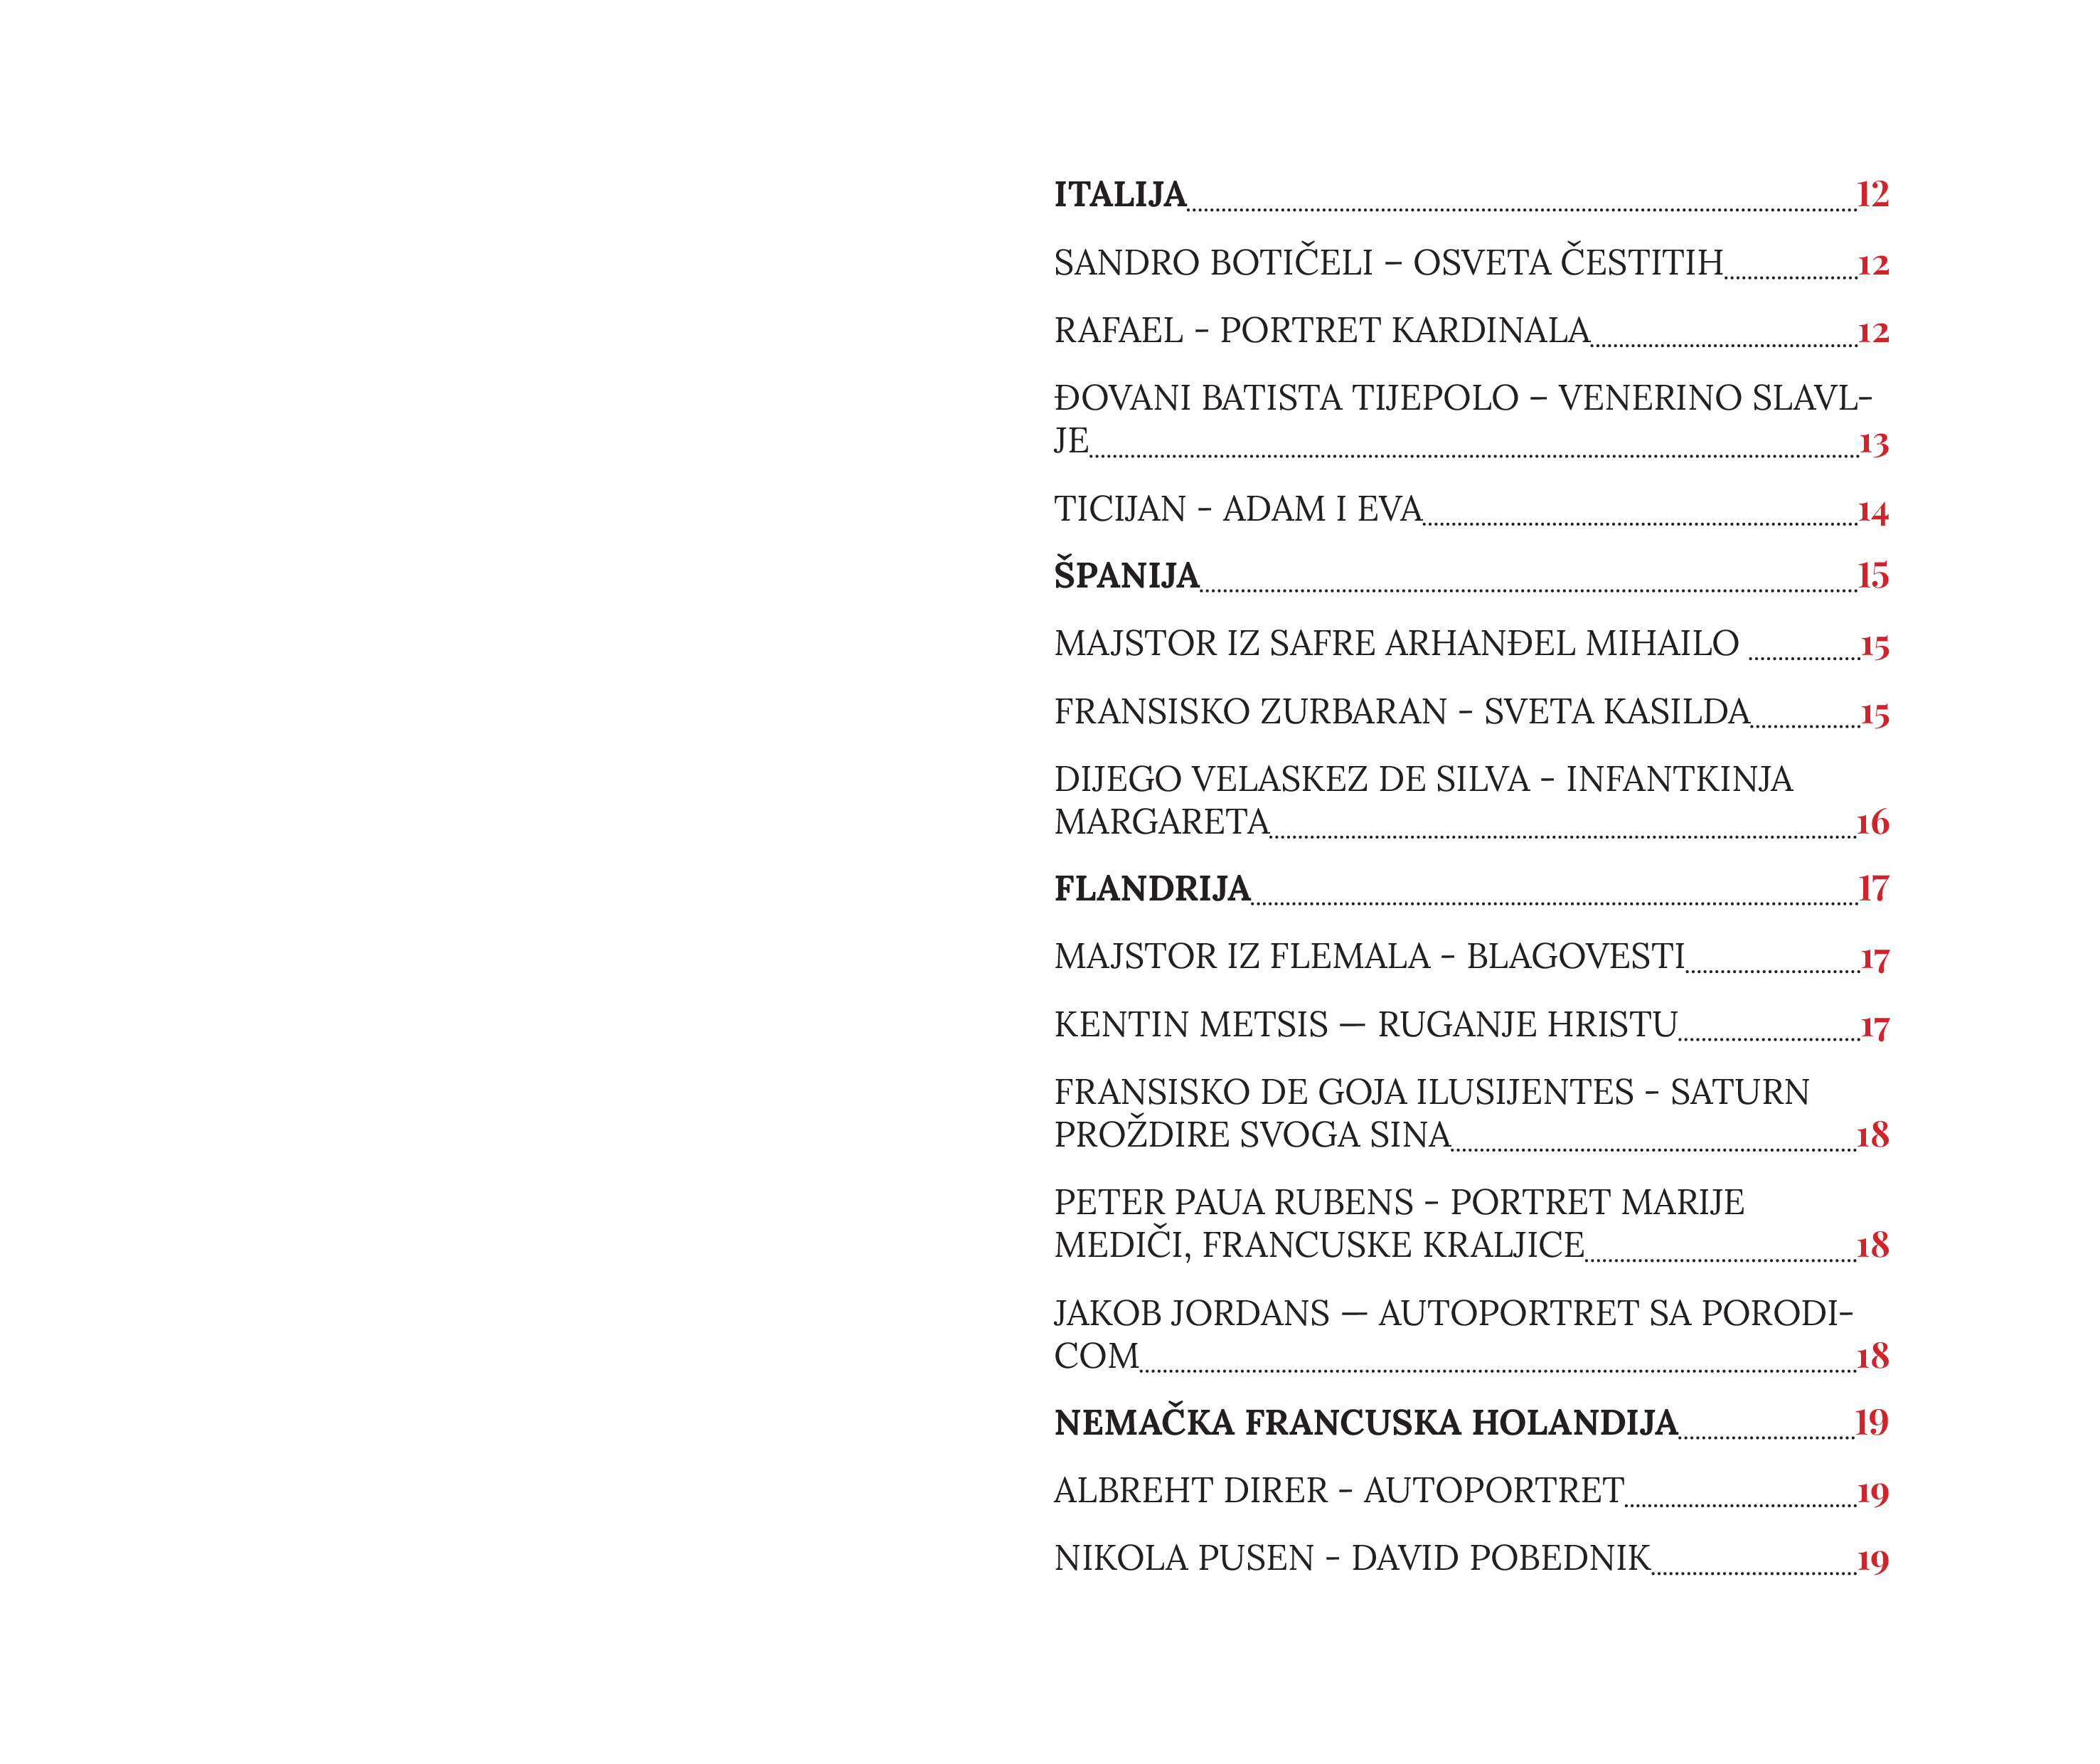 ITALIJA 12
SANDRO BOTIČELI – OSVETA ČESTITIH 12
RAFAEL - PORTRET KARDINALA 12
ĐOVANI BATISTA TIJEPOLO – VENERINO SLAVL-
JE 13
TICIJAN - ADAM I EVA 14
ŠPANIJA 15
MAJSTOR IZ SAFRE ARHANĐEL MIHAILO 15
FRANSISKO ZURBARAN - SVETA KASILDA 15
DIJEGO VELASKEZ DE SILVA - INFANTKINJA
MARGARETA 16
FLANDRIJA 17
MAJSTOR IZ FLEMALA - BLAGOVESTI 17
KENTIN METSIS — RUGANJE HRISTU 17
FRANSISKO DE GOJA ILUSIJENTES - SATURN
PROŽDIRE SVOGA SINA 18
PETER PAUA RUBENS - PORTRET MARIJE
MEDIČI, FRANCUSKE KRALJICE 18
JAKOB JORDANS — AUTOPORTRET SA PORODI-
COM 18
NEMAČKA FRANCUSKA HOLANDIJA 19
ALBREHT DIRER - AUTOPORTRET 19
NIKOLA PUSEN - DAVID POBEDNIK 19